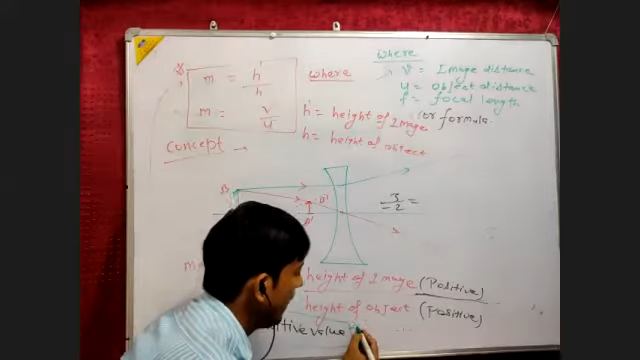 where
m = h'/h
where
v = Image distance
u = object distance
f = focal length
m = v/u
h' = height of Image
for formula
h = height of object
Concept →
B
B'
A'
3/-2 =
m
height of Image (Positive)
height of object (Positive)
itive value